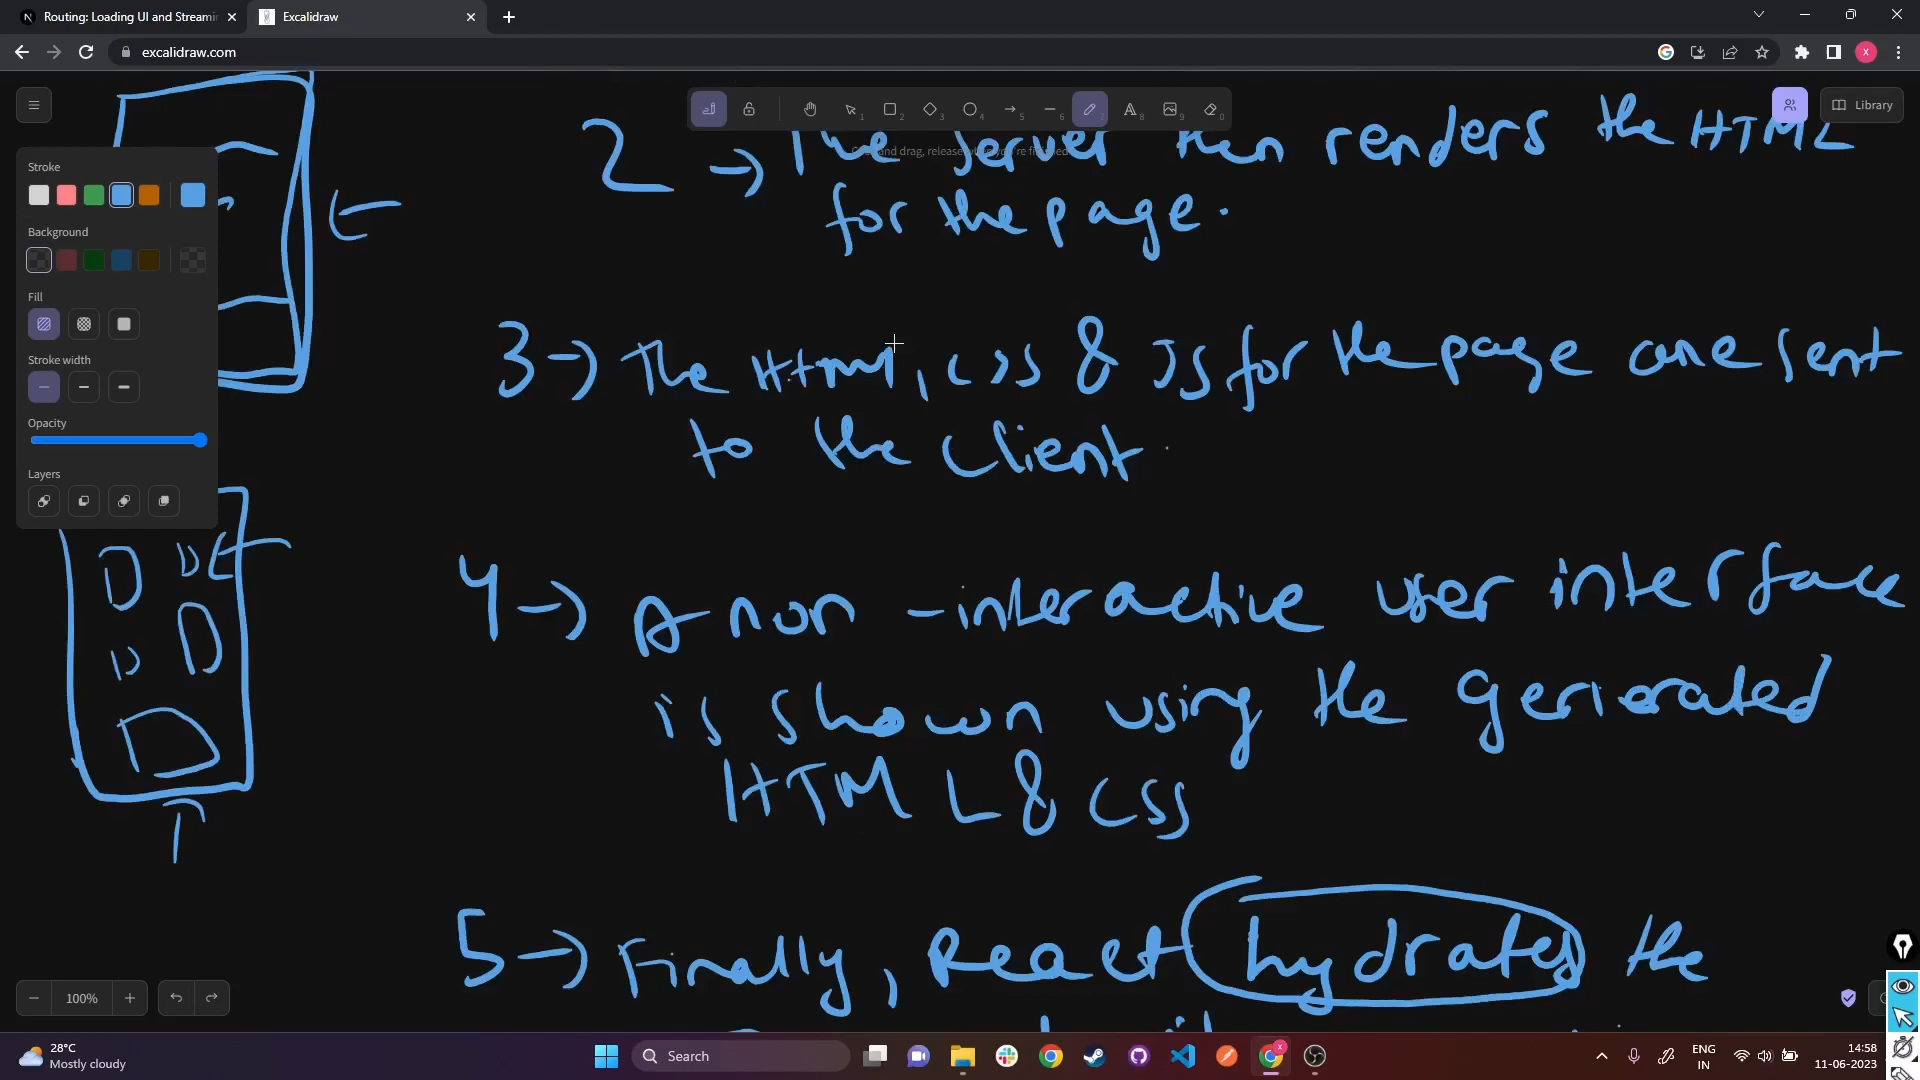 Routing: Loading UI and Streamin
Excalidraw
excalidraw.com
Library
Stroke
Background
Fill
Stroke width
Opacity
Layers
2 → The server then renders the HTML
for the page.
3 → The Html, CSS & JS for the page are sent
to the client.
4 → A non-interactive user interface
is shown using the generated
HTML & CSS
5 → Finally, React hydrates the
100%
28°C
Mostly cloudy
Search
ENG
IN
14:58
11-06-2023